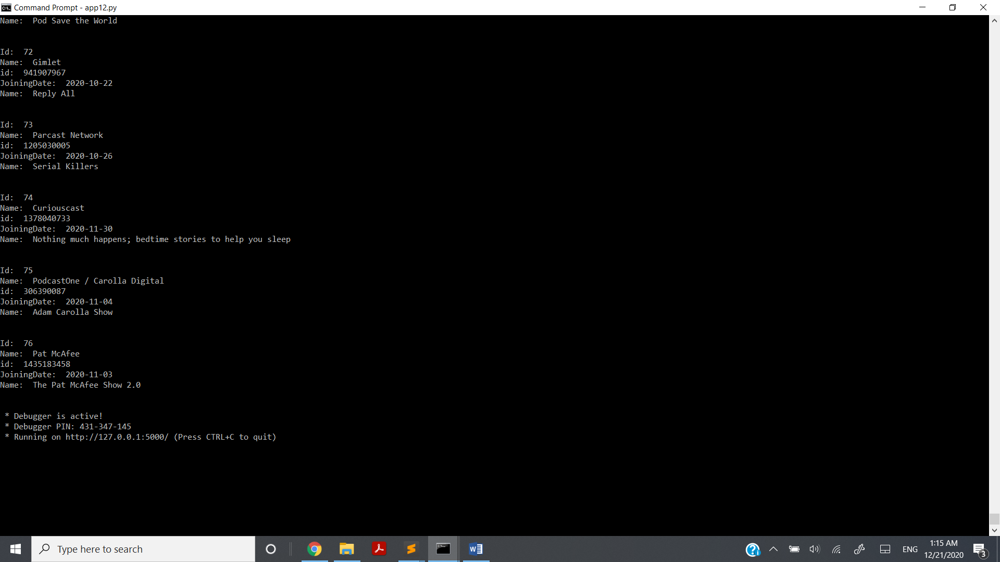 Command Prompt - app12.py
Name:  Pod Save the World
Id:  72
Name:  Gimlet
id:  941907967
JoiningDate:  2020-10-22
Name:  Reply All
Id:  73
Name:  Parcast Network
id:  1205030005
JoiningDate:  2020-10-26
Name:  Serial Killers
Id:  74
Name:  Curiouscast
id:  1378040733
JoiningDate:  2020-11-30
Name:  Nothing much happens; bedtime stories to help you sleep
Id:  75
Name:  PodcastOne / Carolla Digital
id:  306390087
JoiningDate:  2020-11-04
Name:  Adam Carolla Show
Id:  76
Name:  Pat McAfee
id:  1435183458
JoiningDate:  2020-11-03
Name:  The Pat McAfee Show 2.0
 * Debugger is active!
 * Debugger PIN: 431-347-145
 * Running on http://127.0.0.1:5000/ (Press CTRL+C to quit)
Type here to search
ENG
1:15 AM
12/21/2020
3